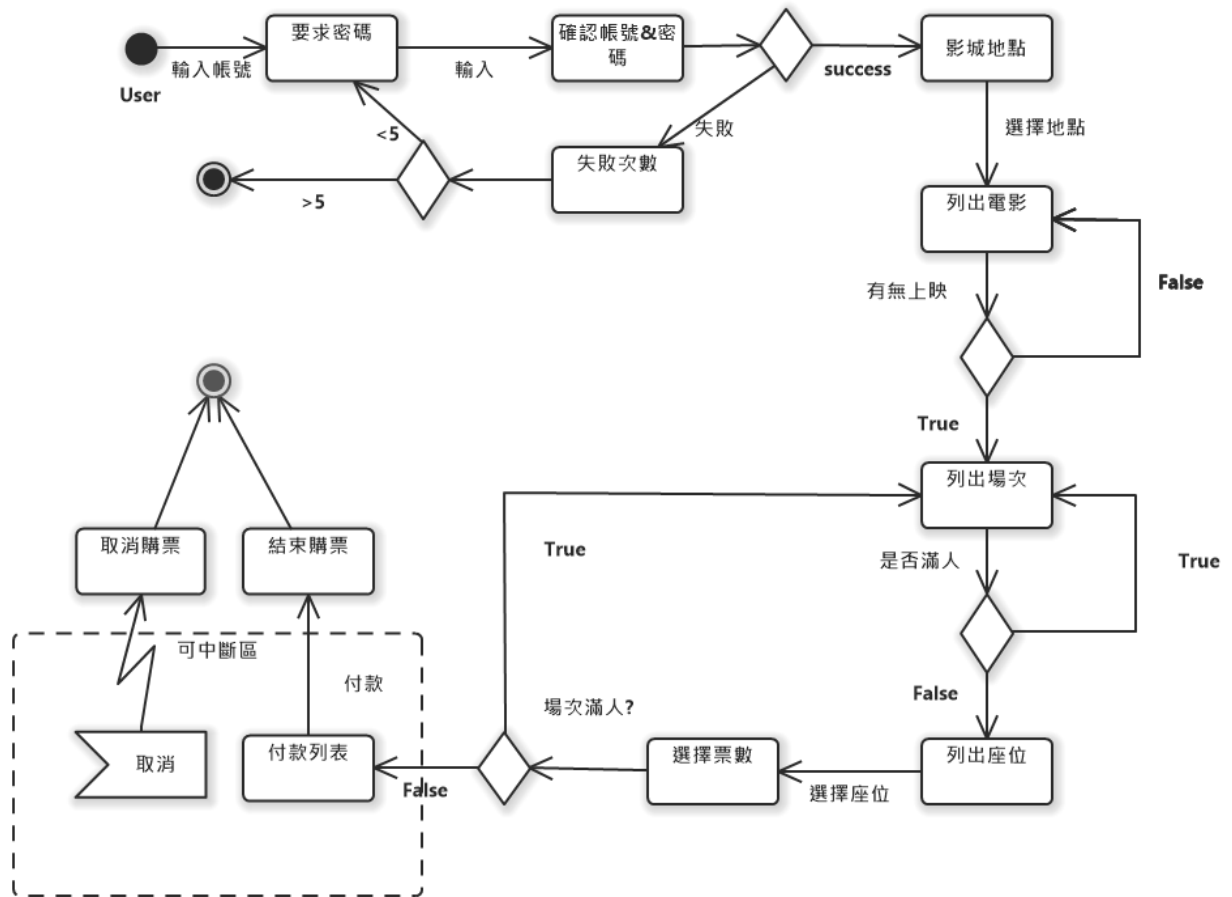 要求密碼
確認帳號&密
碼
影城地點
輸入帳號
輸入
success
User
<5
失敗
選擇地點
失敗次數
>5
列出電影
False
有無上映
True
列出場次
取消購票
結束購票
True
是否滿人
True
可中斷區
付款
False
場次滿人?
取消
付款列表
選擇票數
列出座位
False
選擇座位